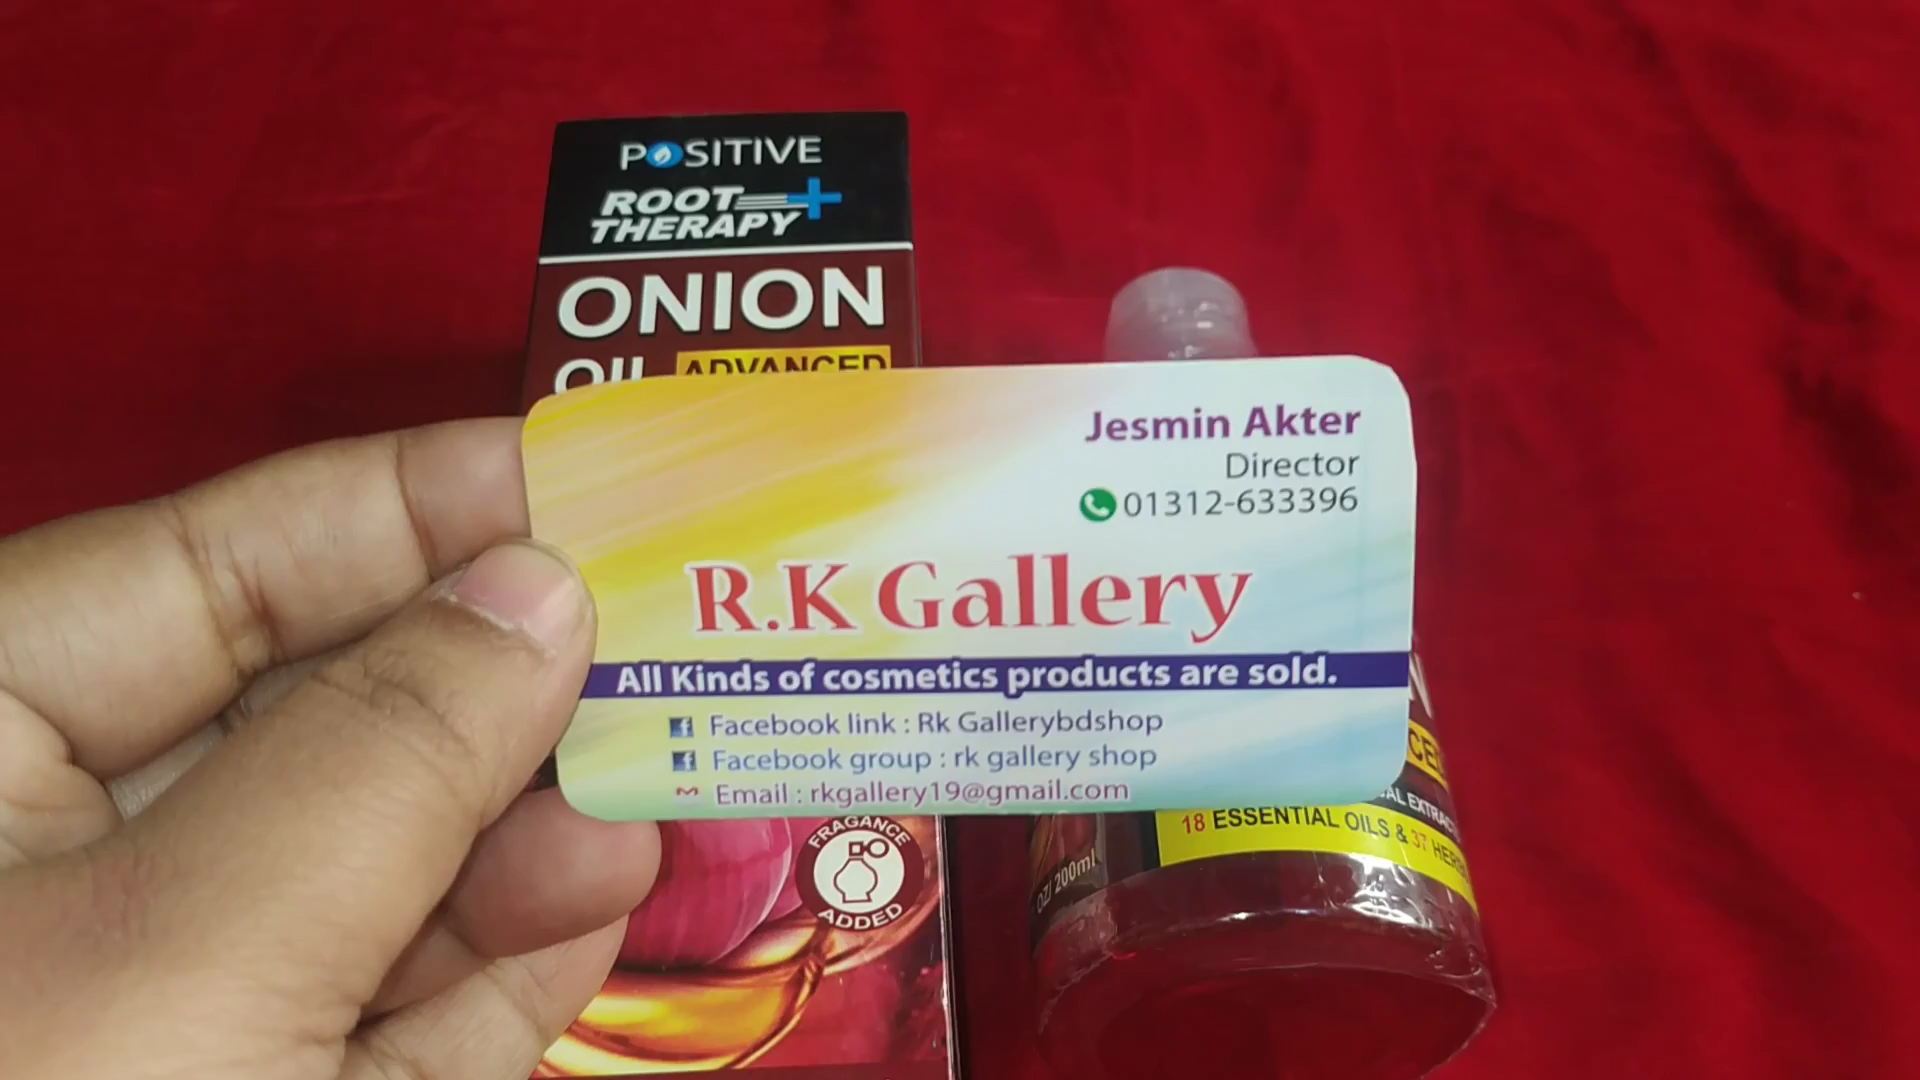 POSITIVE
ROOT
THERAPY
ONION
OIL ADVANCED
Jesmin Akter
Director
01312-633396
R.K Gallery
All Kinds of cosmetics products are sold.
Facebook link : Rk Gallerybdshop
Facebook group : rk gallery shop
Email : rkgallery19@gmail.com
FRAGANCE
ADDED
18 ESSENTIAL OILS & 37
200ml